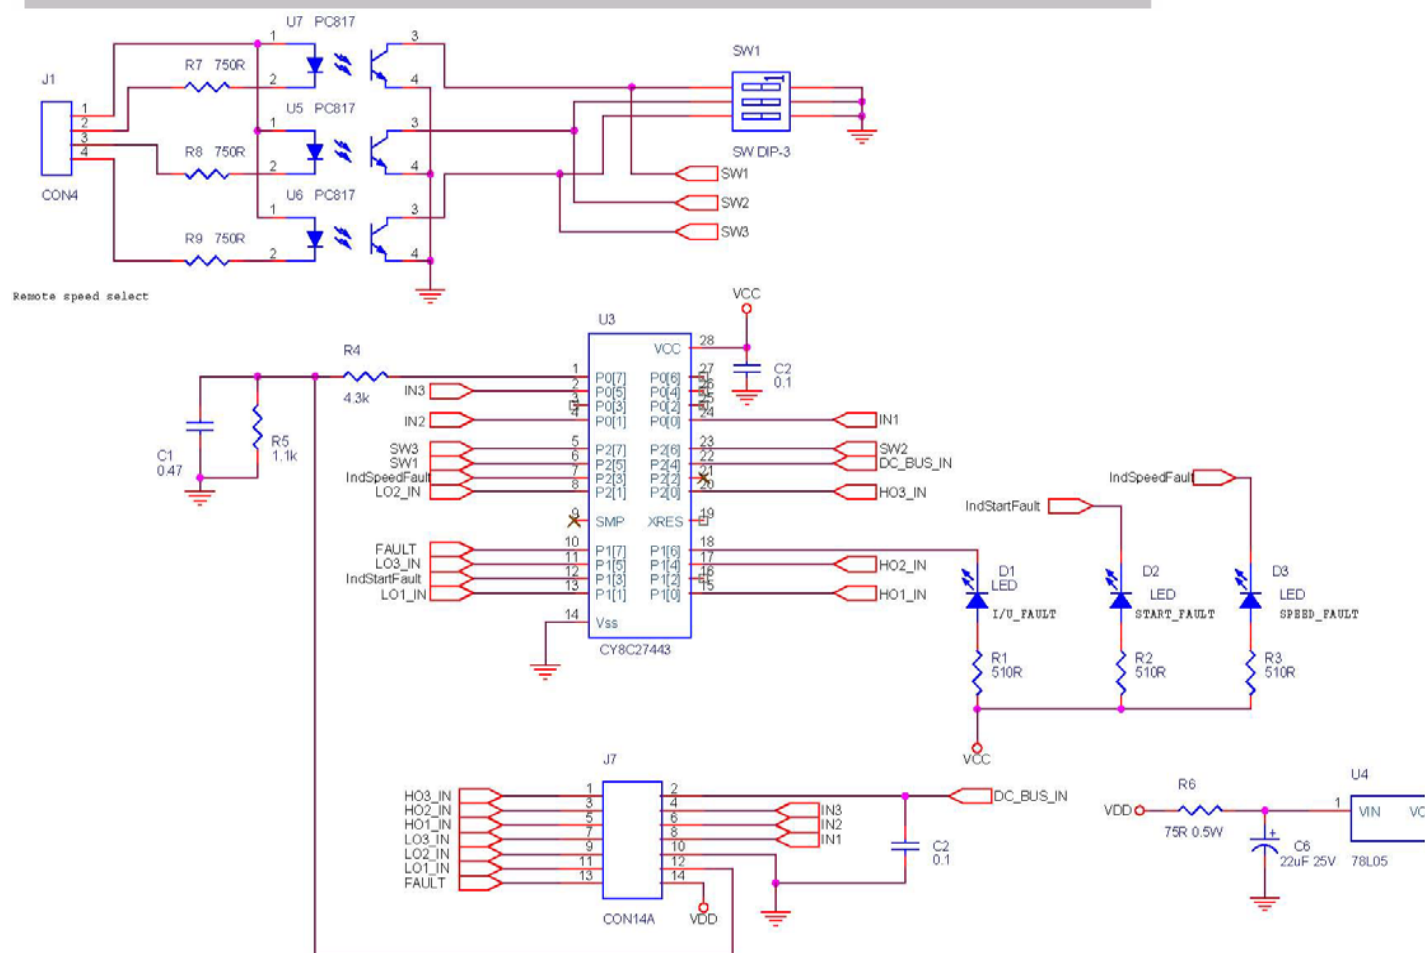 U7 PC817
1
3
R7 750R
2
4
SW1
1
J1
1
2
3
4
CON4
U5 PC817
1
3
R8 750R
2
4
SW DIP-3
SW1
SW2
SW3
U6 PC817
1
3
R9 750R
2
4
Remote speed select
VCC
U3
28
VCC
C2
0.1
R4
4.3k
1
P0[7]
P0[6]
27
IN3
2
P0[5]
P0[4]
26
3
P0[3]
P0[2]
25
IN2
4
P0[1]
P0[0]
24
IN1
C1
0.47
R5
1.1k
SW3
5
P2[7]
P2[6]
23
SW2
SW1
6
P2[5]
P2[4]
22
DC_BUS_IN
IndSpeedFault
7
P2[3]
P2[2]
21
LO2_IN
8
P2[1]
P2[0]
20
HO3_IN
9
SMP
XRES
19
FAULT
10
P1[7]
P1[6]
18
LO3_IN
11
P1[5]
P1[4]
17
HO2_IN
IndStartFault
12
P1[3]
P1[2]
16
LO1_IN
13
P1[1]
P1[0]
15
HO1_IN
14
Vss
CY8C27443
IndSpeedFault
IndStartFault
D1
LED
I/U_FAULT
D2
LED
START_FAULT
D3
LED
SPEED_FAULT
R1
510R
R2
510R
R3
510R
VCC
J7
HO3_IN
1
2
DC_BUS_IN
HO2_IN
3
4
IN3
HO1_IN
5
6
IN2
LO3_IN
7
8
IN1
LO2_IN
9
10
LO1_IN
11
12
FAULT
13
14
CON14A
VDD
C2
0.1
VDD
R6
75R 0.5W
+
C6
22uF 25V
U4
1
VIN
VO
78L05